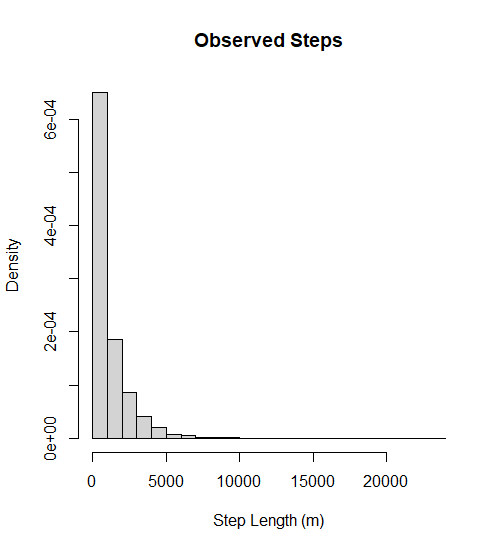 Observed Steps
Density
6e-04
4e-04
2e-04
0e+00
0
5000
10000
15000
20000
Step Length (m)